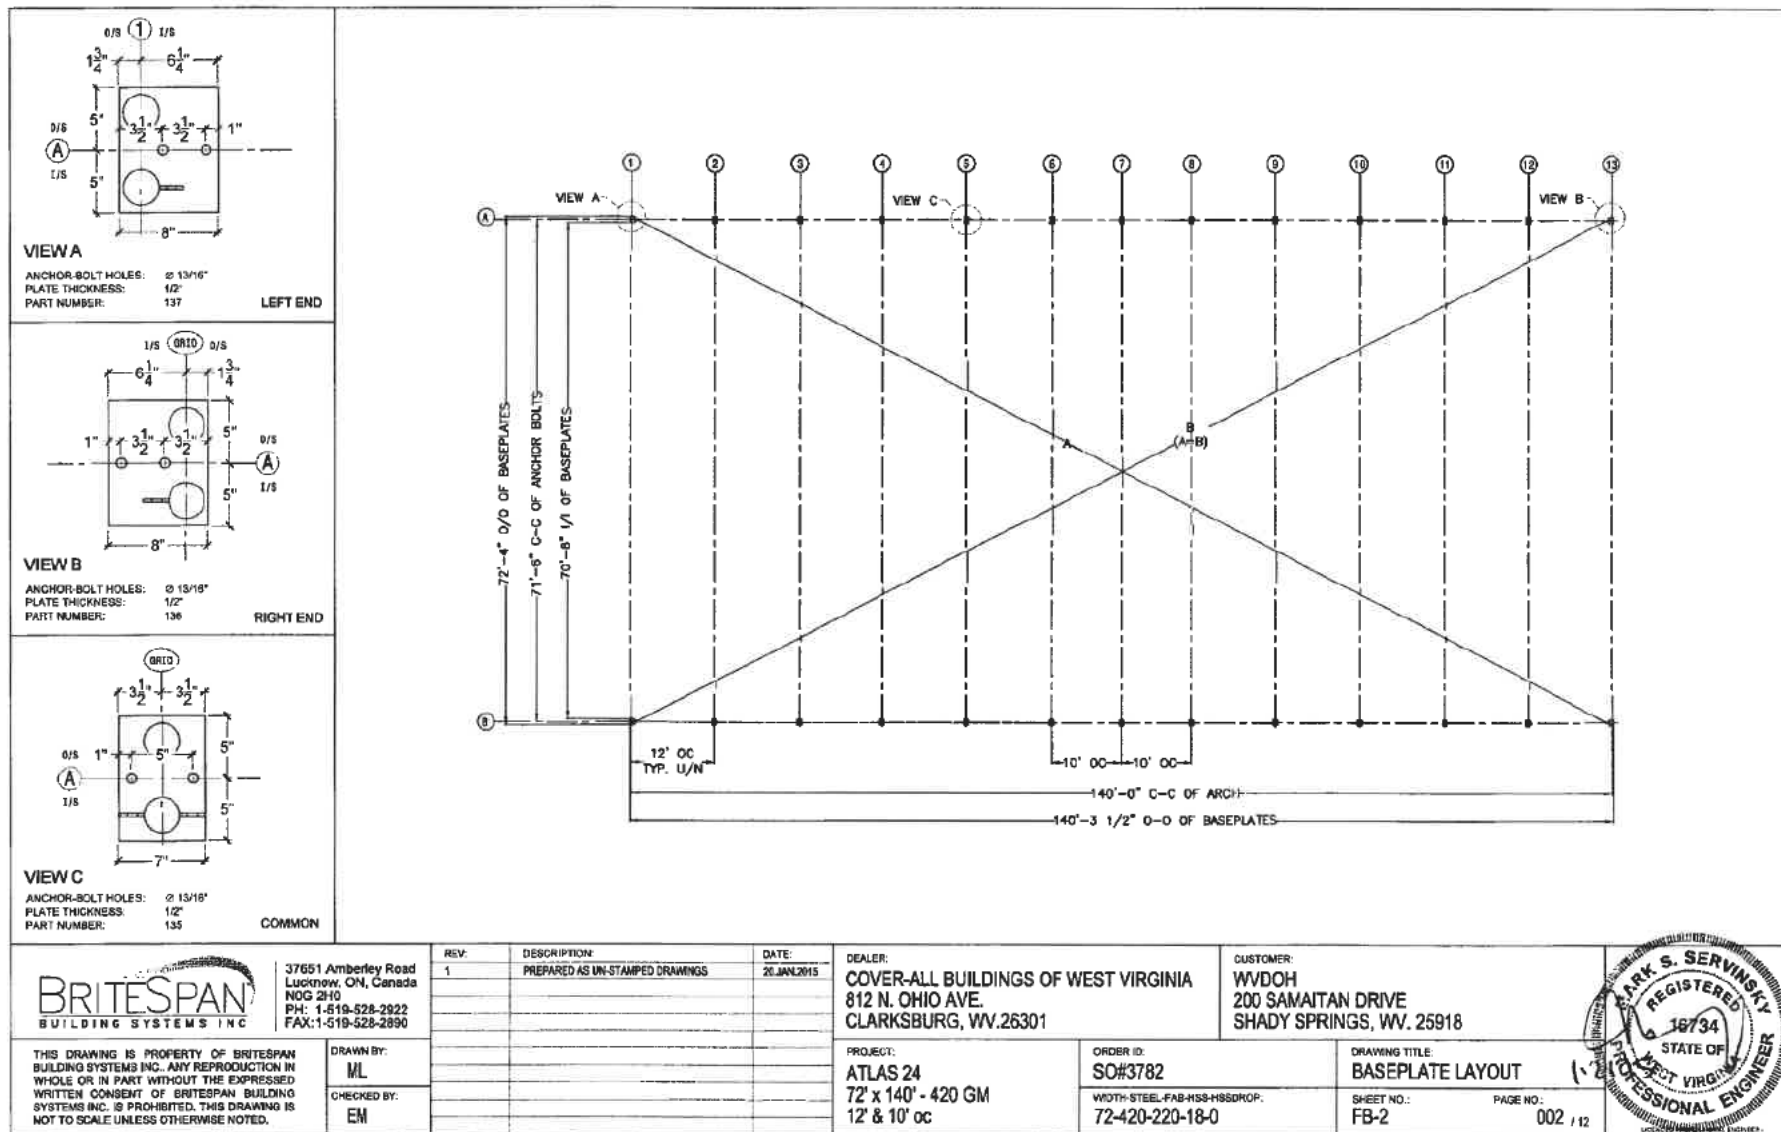 O/S 1 I/S
1 3/4" 6 1/4"
5"
3 1/2" 3 1/2" 1"
O/S
A
I/S
5"
8"
VIEW A
ANCHOR-BOLT HOLES: Ø 13/16"
PLATE THICKNESS: 1/2"
PART NUMBER: 137
LEFT END
I/S GRID O/S
6 1/4" 1 3/4"
5"
1" 3 1/2" 3 1/2"
O/S
A
I/S
5"
8"
VIEW B
ANCHOR-BOLT HOLES: Ø 13/16"
PLATE THICKNESS: 1/2"
PART NUMBER: 136
RIGHT END
GRID
3 1/2" 3 1/2"
5"
O/S 1" 5"
A
I/S
5"
7"
VIEW C
ANCHOR-BOLT HOLES: Ø 13/16"
PLATE THICKNESS: 1/2"
PART NUMBER: 135
COMMON
1 2 3 4 5 6 7 8 9 10 11 12 13
VIEW A VIEW C VIEW B
A
72'-4" O/O OF BASEPLATES
71'-6" C-C OF ANCHOR BOLTS
70'-8" I/I OF BASEPLATES
A
B
(A=B)
B
12' OC
TYP. U/N
10' OC 10' OC
140'-0" C-C OF ARCH
140'-3 1/2" O-O OF BASEPLATES
BRITESPAN
BUILDING SYSTEMS INC
37651 Amberley Road
Lucknow, ON, Canada
N0G 2H0
PH: 1-519-528-2922
FAX:1-519-528-2890
REV: DESCRIPTION: DATE:
1 PREPARED AS UN-STAMPED DRAWINGS 20.JAN.2015
DEALER:
COVER-ALL BUILDINGS OF WEST VIRGINIA
812 N. OHIO AVE.
CLARKSBURG, WV.26301
CUSTOMER:
WVDOH
200 SAMAITAN DRIVE
SHADY SPRINGS, WV. 25918
THIS DRAWING IS PROPERTY OF BRITESPAN
BUILDING SYSTEMS INC.. ANY REPRODUCTION IN
WHOLE OR IN PART WITHOUT THE EXPRESSED
WRITTEN CONSENT OF BRITESPAN BUILDING
SYSTEMS INC. IS PROHIBITED. THIS DRAWING IS
NOT TO SCALE UNLESS OTHERWISE NOTED.
DRAWN BY:
ML
CHECKED BY:
EM
PROJECT:
ATLAS 24
72' x 140' - 420 GM
12' & 10' oc
ORDER ID:
SO#3782
WIDTH-STEEL-FAB-HSS-HSSDROP:
72-420-220-18-0
DRAWING TITLE:
BASEPLATE LAYOUT
SHEET NO.:
FB-2
PAGE NO:
002 / 12
MARK S. SERVINSKY
REGISTERED
STATE OF
WEST VIRGINIA
PROFESSIONAL ENGINEER